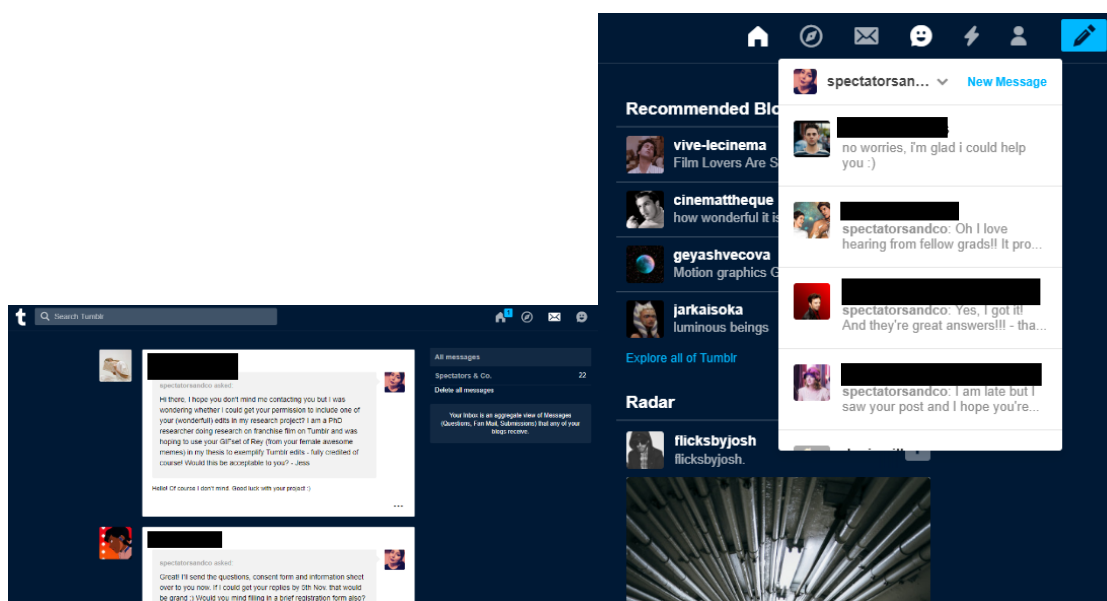 spectatorsan... New Message
Recommended Blo
no worries, i'm glad i could help
you :)
vive-lecinema
Film Lovers Are S
cinemattheque
how wonderful it is
spectatorsandco: Oh I love
hearing from fellow grads!! It pro...
geyashvecova
Motion graphics G
spectatorsandco: Yes, I got it!
And they're great answers!!! - tha...
jarkaisoka
luminous beings
Explore all of Tumblr
spectatorsandco: I am late but I
saw your post and I hope you're...
Radar
flicksbyjosh
flicksbyjosh.
t Search Tumblr
1
spectatorsandco asked:
Hi there, I hope you don't mind me contacting you but I was
wondering whether I could get your permission to include one of
your (wonderful) edits in my research project? I am a PhD
researcher doing research on franchise film on Tumblr and was
hoping to use your GIFset of Rey (from your female awesome
memes) in my thesis to exemplify Tumblr edits - fully credited of
course! Would this be acceptable to you? - Jess
Hello! Of course I don't mind. Good luck with your project :)
All messages
Spectators & Co. 22
Delete all messages
Your Inbox is an aggregate view of Messages
(Questions, Fan Mail, Submissions) that any of your
blogs receive.
spectatorsandco asked:
Great! I'll send the questions, consent form and information sheet
over to you now. If I could get your replies by 5th Nov. that would
be grand :) Would you mind filling in a brief registration form also?